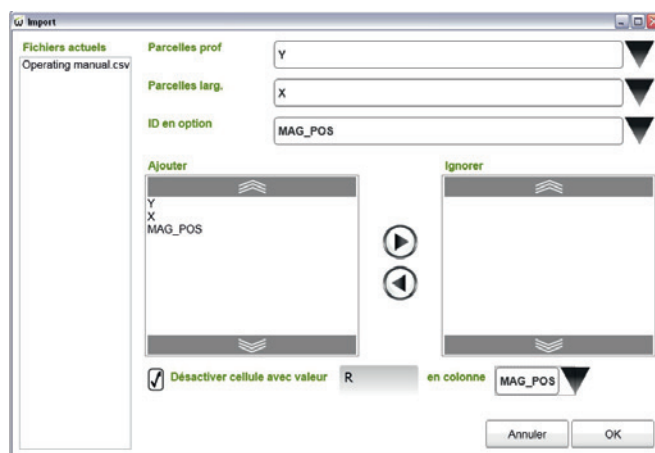 Import
Fichiers actuels
Operating manual.csv
Parcelles prof
Y
Parcelles larg.
X
ID en option
MAG_POS
Ajouter
Y
X
MAG_POS
Ignorer
Désactiver cellule avec valeur R en colonne MAG_POS
Annuler OK